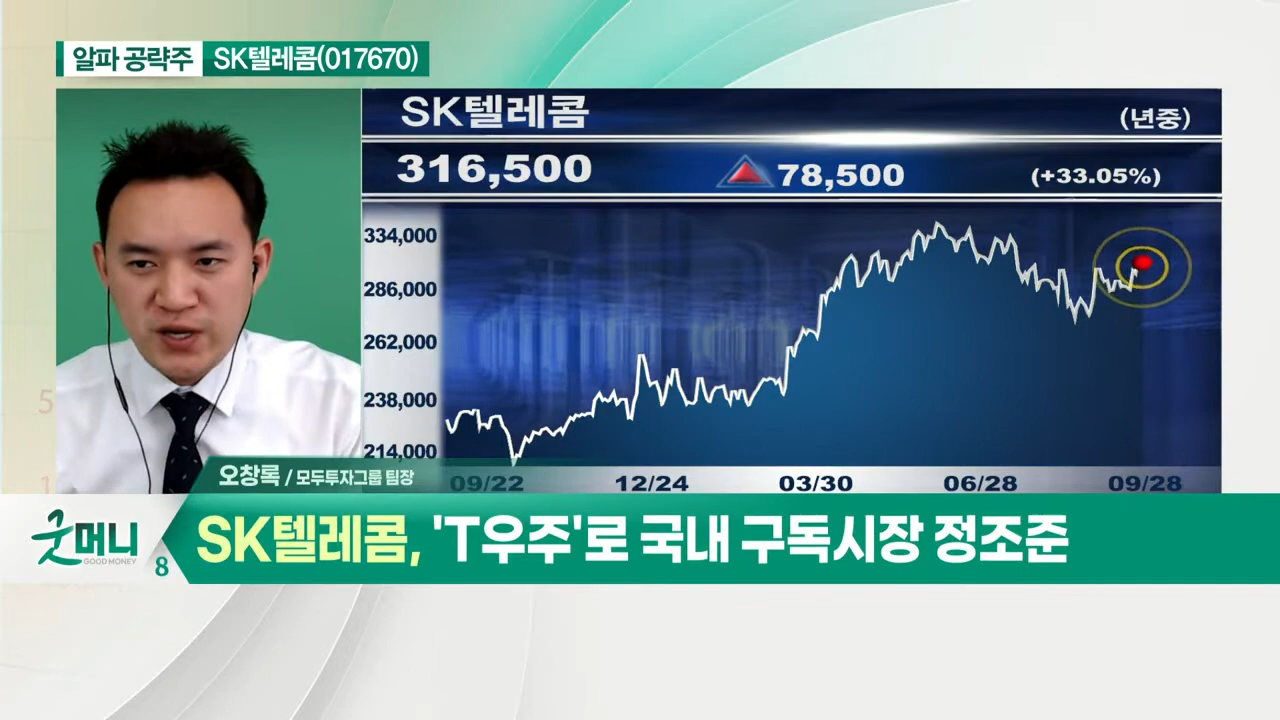 알파 공략주 SK텔레콤(017670)
SK텔레콤 (년중)
316,500 78,500 (+33.05%)
334,000
286,000
262,000
238,000
214,000
09/22 12/24 03/30 06/28 09/28
5
1
오창록 / 모두투자그룹 팀장
굿머니
GOOD MONEY
8
SK텔레콤, 'T우주'로 국내 구독시장 정조준